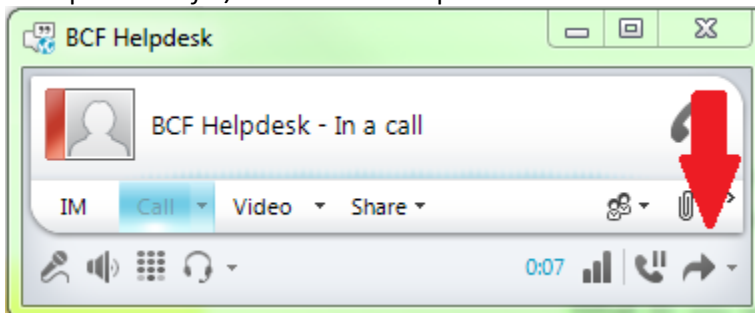 BCF Helpdesk
BCF Helpdesk - In a call
IM Call Video Share
0:07